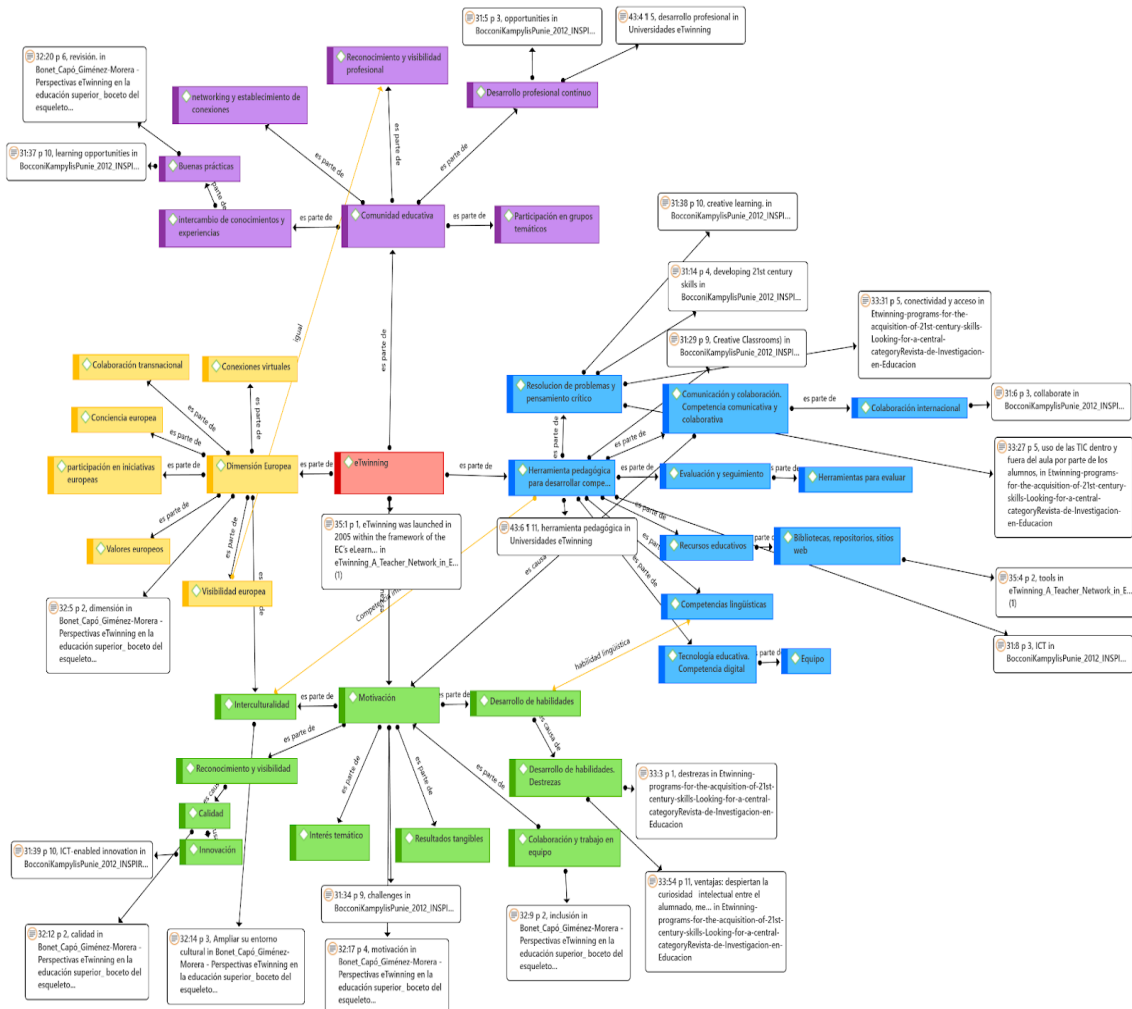 32:20 p 6, revisión. in
Bonet_Capó_Giménez-Morera -
Perspectivas eTwinning en la
educación superior_ boceto del
esqueleto...
Reconocimiento y visibilidad
profesional
31:5 p 3, opportunities in
BocconiKampylisPunie_2012_INSPI...
43:4 ¶ 5, desarrollo profesional in
Universidades eTwinning
networking y establecimiento de
conexiones
Desarrollo profesional continuo
31:37 p 10, learning opportunities in
BocconiKampylisPunie_2012_INSPI...
Buenas prácticas
es parte de
es parte de
es parte de
parte de
intercambio de conocimientos y
experiencias
es parte de
Comunidad educativa
es parte de
Participación en grupos
temáticos
31:38 p 10, creative learning. in
BocconiKampylisPunie_2012_INSPI...
31:14 p 4, developing 21st century
skills in
BocconiKampylisPunie_2012_INSPI...
33:31 p 5, conectividad y acceso in
Etwinning-programs-for-the-
acquisition-of-21st-century-skills-
Looking-for-a-central-
categoryRevista-de-Investigacion-
en-Educacion
31:29 p 9, Creative Classrooms) in
BocconiKampylisPunie_2012_INSPI...
igual
es parte de
Colaboración transnacional
Conexiones virtuales
Resolucion de problemas y
pensamiento crítico
Comunicación y colaboración.
Competencia comunicativa y
colaborativa
es parte de
Colaboración internacional
31:6 p 3, collaborate in
BocconiKampylisPunie_2012_INSPI...
es parte de
es parte de
Conciencia europea
es parte de
es parte de
es parte de
33:27 p 5, uso de las TIC dentro y
fuera del aula por parte de los
alumnos, in Etwinning-programs-
for-the-acquisition-of-21st-century-
skills-Looking-for-a-central-
categoryRevista-de-Investigacion-
en-Educacion
participación en iniciativas
europeas
es parte de
Dimensión Europea
es parte de
eTwinning
es parte de
Herramienta pedagógica
para desarrollar compe...
es parte de
Evaluación y seguimiento
es parte de
Herramientas para evaluar
es parte de
es parte de
35:1 p 1, eTwinning was launched in
2005 within the framework of the
EC's eLearn... in
eTwinning_A_Teacher_Network_in_E...
(1)
43:6 ¶ 11, herramienta pedagógica in
Universidades eTwinning
es parte de
Valores europeos
Recursos educativos
Bibliotecas, repositorios, sitios
web
es causa
es parte de
35:4 p 2, tools in
eTwinning_A_Teacher_Network_in_E...
(1)
Visibilidad europea
32:5 p 2, dimensión in
Bonet_Capó_Giménez-Morera -
Perspectivas eTwinning en la
educación superior_ boceto del
esqueleto...
Competencias lingüísticas
31:8 p 3, ICT in
BocconiKampylisPunie_2012_INSPI...
habilidad lingüística
Tecnología educativa.
Competencia digital
Equipo
Interculturalidad
es parte de
Motivación
es parte de
Desarrollo de habilidades
es parte de
es causa de
Reconocimiento y visibilidad
es parte de
es parte de
es parte de
Desarrollo de habilidades.
Destrezas
33:3 p 1, destrezas in Etwinning-
programs-for-the-acquisition-of-21st-
century-skills-Looking-for-a-central-
categoryRevista-de-Investigacion-en-
Educacion
Calidad
Innovación
Interés temático
Resultados tangibles
Colaboración y trabajo en
equipo
31:39 p 10, ICT-enabled innovation in
BocconiKampylisPunie_2012_INSPIR...
33:54 p 11, ventajas: despiertan la
curiosidad intelectual entre el
alumnado, me... in Etwinning-
programs-for-the-acquisition-of-21st-
century-skills-Looking-for-a-central-
categoryRevista-de-Investigacion-en-
Educacion
31:34 p 9, challenges in
BocconiKampylisPunie_2012_INSPI...
32:9 p 2, inclusión in
Bonet_Capó_Giménez-Morera -
Perspectivas eTwinning en la
educación superior_ boceto del
esqueleto...
32:12 p 2, calidad in
Bonet_Capó_Giménez-Morera -
Perspectivas eTwinning en la
educación superior_ boceto del
esqueleto...
32:14 p 3, Ampliar su entorno
cultural in Bonet_Capó_Giménez-
Morera - Perspectivas eTwinning en
la educación superior_ boceto del
esqueleto...
32:17 p 4, motivación in
Bonet_Capó_Giménez-Morera -
Perspectivas eTwinning en la
educación superior_ boceto del
esqueleto...